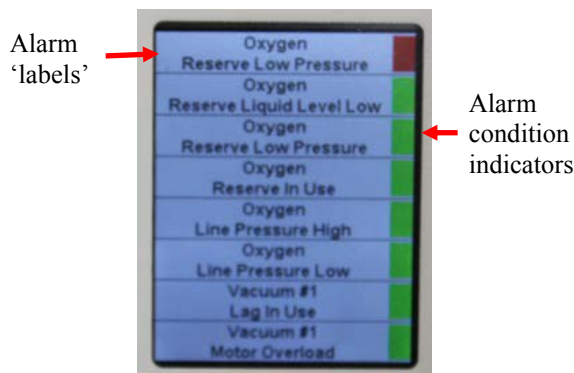 Alarm
‘labels’
Oxygen
Reserve Low Pressure
Oxygen
Reserve Liquid Level Low
Oxygen
Reserve Low Pressure
Oxygen
Reserve In Use
Oxygen
Line Pressure High
Oxygen
Line Pressure Low
Vacuum #1
Lag In Use
Vacuum #1
Motor Overload
Alarm
condition
indicators